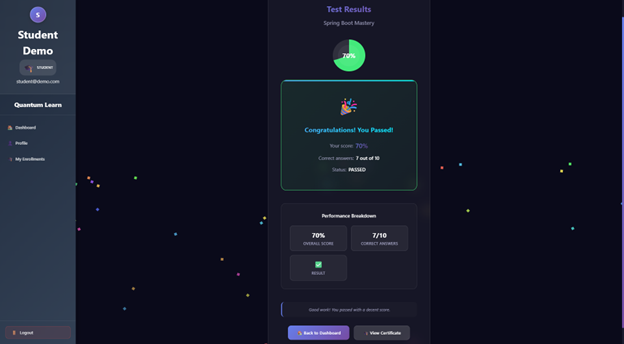 S
Student
Demo
STUDENT
student@demo.com
Quantum Learn
Dashboard
Profile
My Enrollments
Logout
Test Results
Spring Boot Mastery
70%
Congratulations! You Passed!
Your score: 70%
Correct answers: 7 out of 10
Status: PASSED
Performance Breakdown
70%
OVERALL SCORE
7/10
CORRECT ANSWERS
RESULT
Good work! You passed with a decent score.
Back to Dashboard
View Certificate